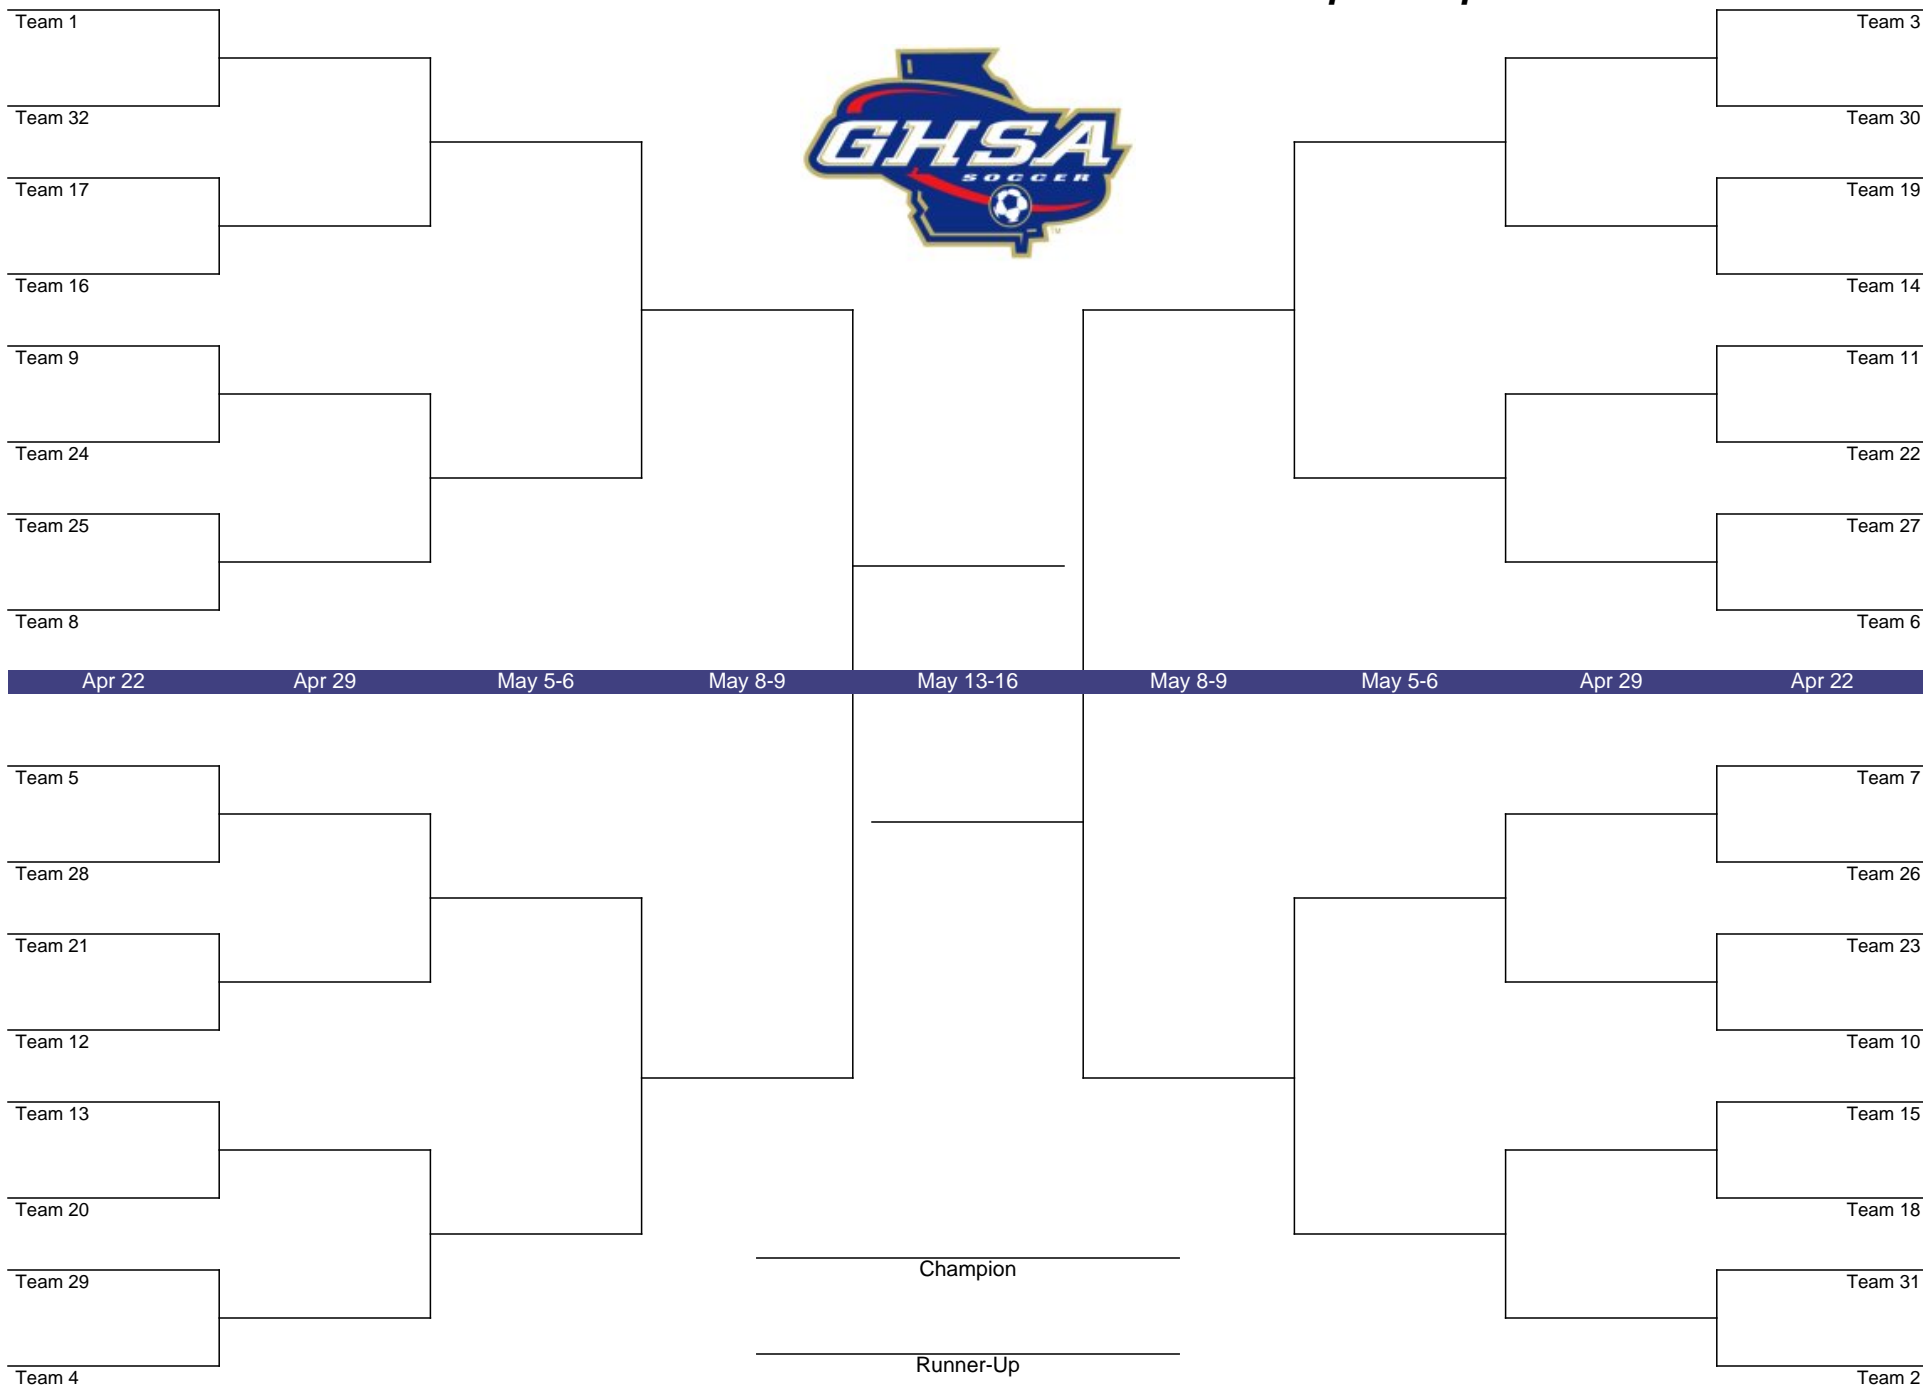 Team 1
Team 32
Team 17
Team 16
Team 9
Team 24
Team 25
Team 8
GHSA
SOCCER
TM
Team 3
Team 30
Team 19
Team 14
Team 11
Team 22
Team 27
Team 6
Apr 22 Apr 29 May 5-6 May 8-9 May 13-16 May 8-9 May 5-6 Apr 29 Apr 22
Team 5
Team 28
Team 21
Team 12
Team 13
Team 20
Team 29
Team 4
Champion
Runner-Up
Team 7
Team 26
Team 23
Team 10
Team 15
Team 18
Team 31
Team 2